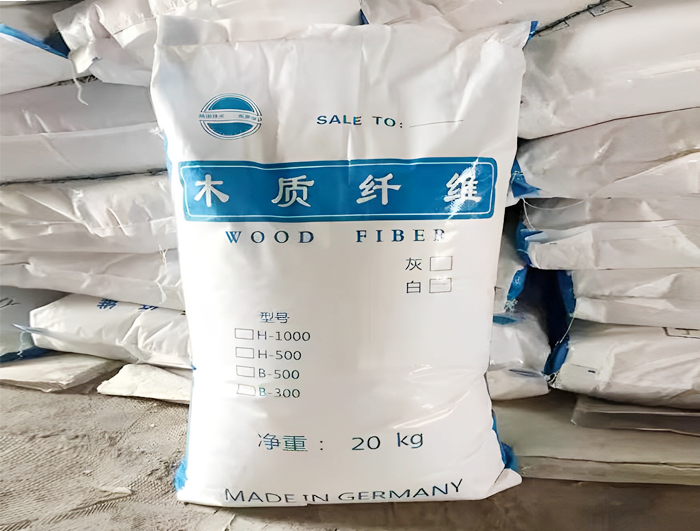 SALE TO:
木质纤维
WOOD FIBER
灰
白
型号
H-1000
H-500
B-500
B-300
净重： 20 kg
MADE IN GERMANY